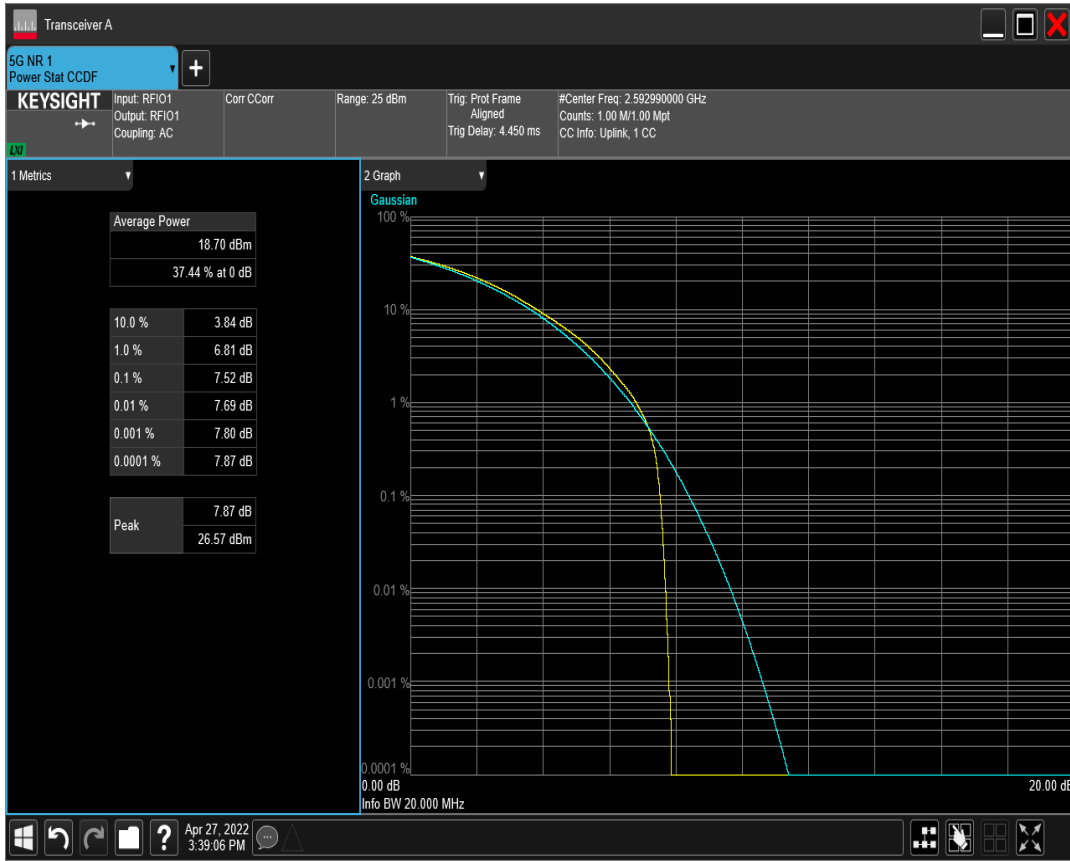 Transceiver A
5G NR 1
Power Stat CCDF
KEYSIGHT
LXI
Input: RFIO1
Output: RFIO1
Coupling: AC
Corr CCorr
Range: 25 dBm
Trig: Prot Frame
Aligned
Trig Delay: 4.450 ms
#Center Freq: 2.592990000 GHz
Counts: 1.00 M/1.00 Mpt
CC Info: Uplink, 1 CC
1 Metrics
Average Power
18.70 dBm
37.44 % at 0 dB
10.0 % 3.84 dB
1.0 % 6.81 dB
0.1 % 7.52 dB
0.01 % 7.69 dB
0.001 % 7.80 dB
0.0001 % 7.87 dB
Peak
7.87 dB
26.57 dBm
2 Graph
Gaussian
100 %
10 %
1 %
0.1 %
0.01 %
0.001 %
0.0001 %
0.00 dB 20.00 dB
Info BW 20.000 MHz
?
Apr 27, 2022
3:39:06 PM